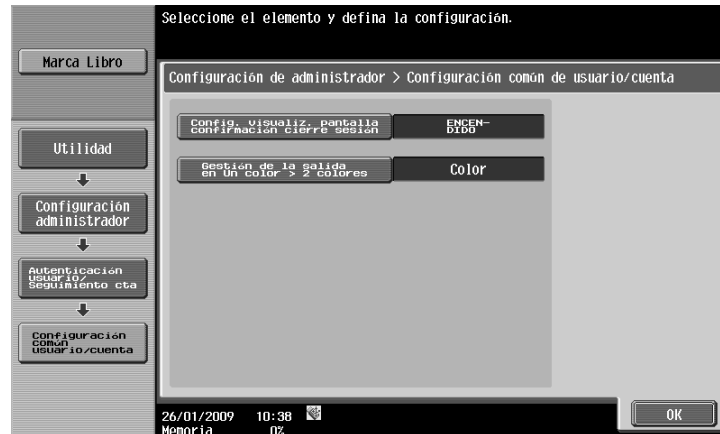 Seleccione el elemento y defina la configuración.
Marca Libro
Configuración de administrador > Configuración común de usuario/cuenta
Config. visualiz. pantalla
confirmación cierre sesión
ENCEN-
DIDO
Gestión de la salida
en Un color > 2 colores
Color
Utilidad
Configuración
administrador
Autenticación
usuario/
seguimiento cta
Configuración
común
usuario/cuenta
26/01/2009 10:38
Memoria 0%
OK